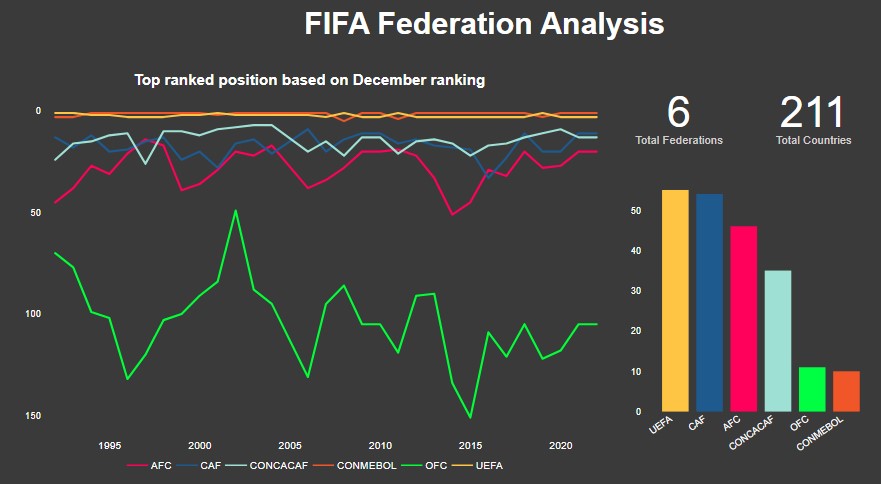 FIFA Federation Analysis
Top ranked position based on December ranking
0
50
100
150
1995 2000 2005 2010 2015 2020
AFC CAF CONCACAF CONMEBOL OFC UEFA
6 211
Total Federations Total Countries
50
40
30
20
10
0
UEFA CAF AFC CONCACAF OFC CONMEBOL